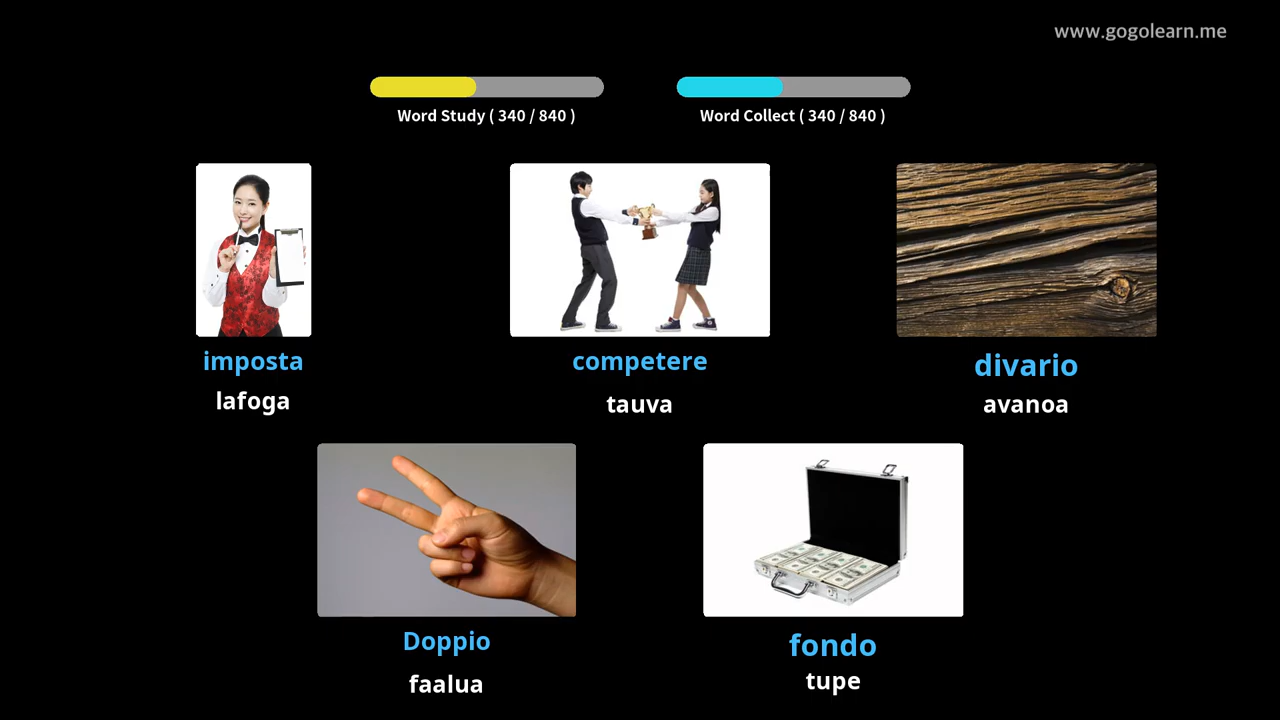 www.gogolearn.me
Word Study ( 340 / 840 )
Word Collect ( 340 / 840 )
imposta
lafoga
competere
tauva
divario
avanoa
Doppio
faalua
fondo
tupe